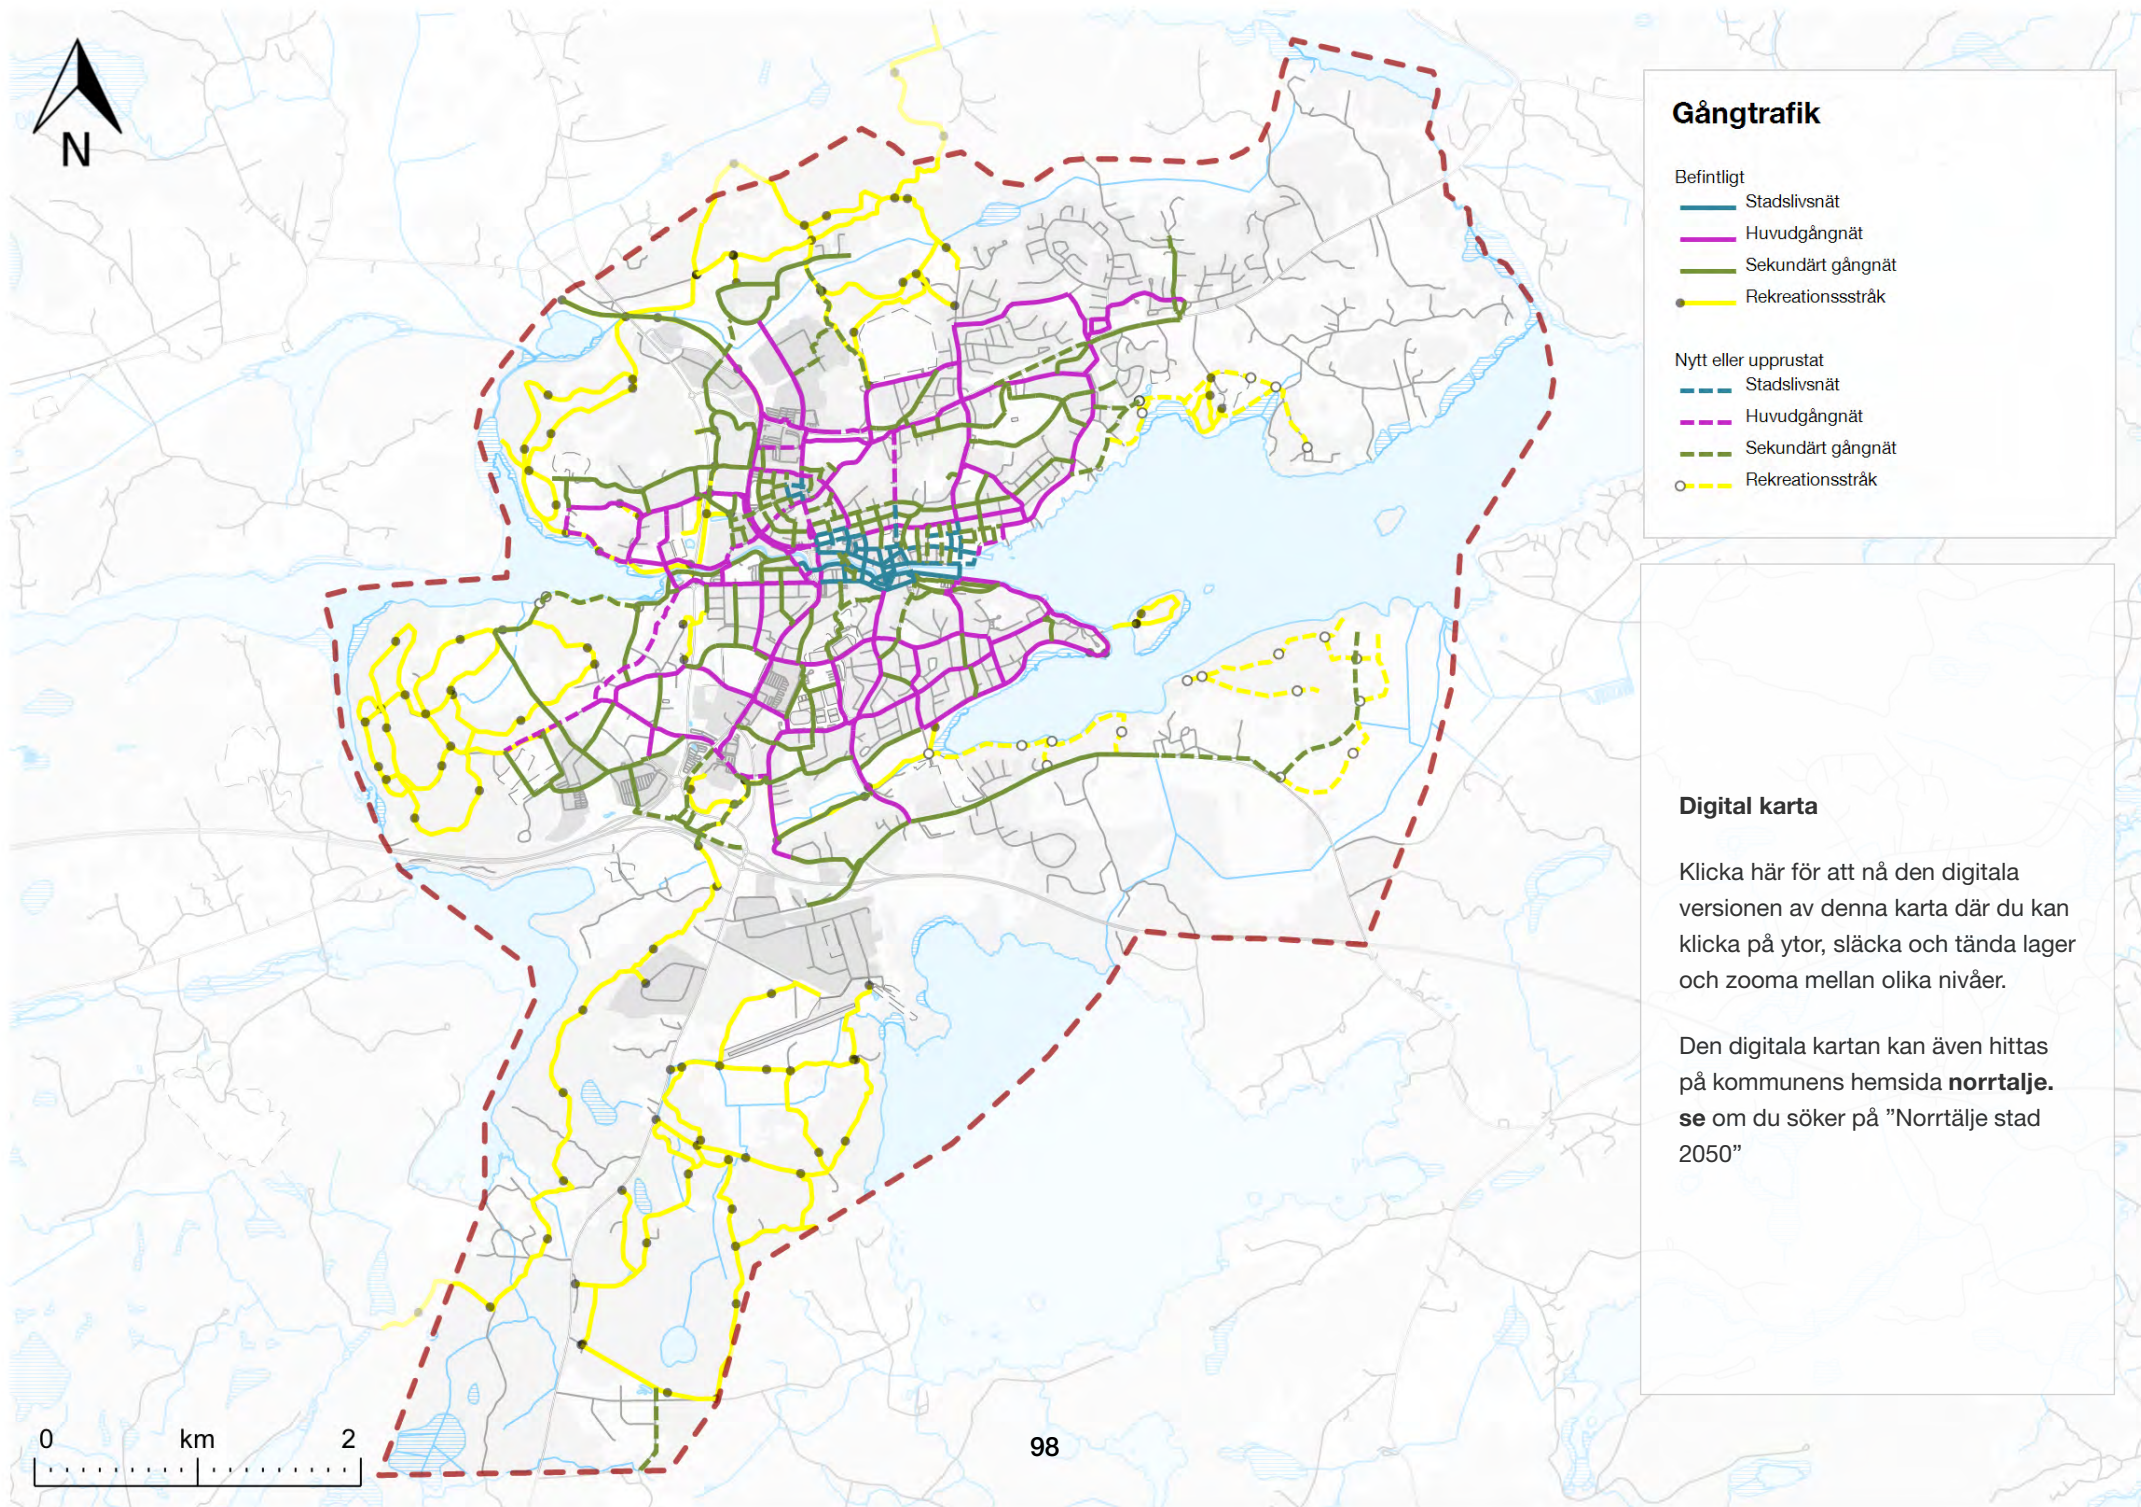 N
Gångtrafik
Befintligt
Stadslivsnät
Huvudgångnät
Sekundärt gångnät
Rekreationssstråk
Nytt eller upprustat
Stadslivsnät
Huvudgångnät
Sekundärt gångnät
Rekreationsstråk
Digital karta
Klicka här för att nå den digitala
versionen av denna karta där du kan
klicka på ytor, släcka och tända lager
och zooma mellan olika nivåer.
Den digitala kartan kan även hittas
på kommunens hemsida norrtalje.
se om du söker på ”Norrtälje stad
2050”
0 km 2
98